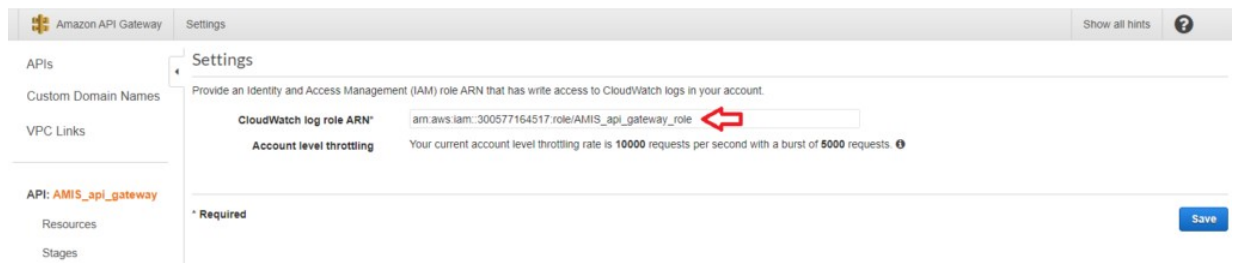 Amazon API Gateway
Settings
Show all hints
?
APIs
Custom Domain Names
VPC Links
API: AMIS_api_gateway
Resources
Stages
Settings
Provide an Identity and Access Management (IAM) role ARN that has write access to CloudWatch logs in your account.
CloudWatch log role ARN* arn:aws:iam::300577164517:role/AMIS_api_gateway_role
Account level throttling Your current account level throttling rate is 10000 requests per second with a burst of 5000 requests.
* Required
Save